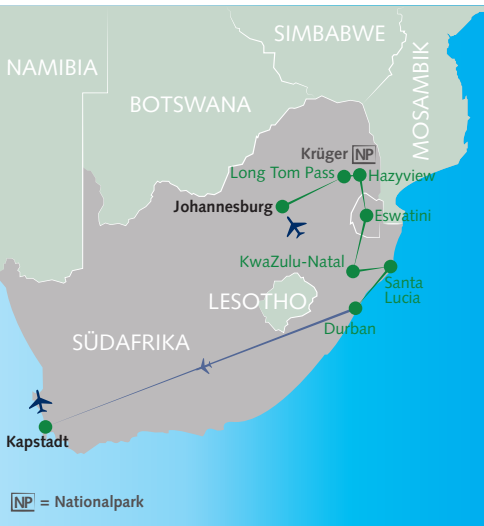 SIMBABWE
NAMIBIA
MOSAMBIK
BOTSWANA
Krüger NP
Long Tom Pass
Hazyview
Johannesburg
Eswatini
KwaZulu-Natal
Santa
Lucia
LESOTHO
Durban
SÜDAFRIKA
Kapstadt
NP = Nationalpark